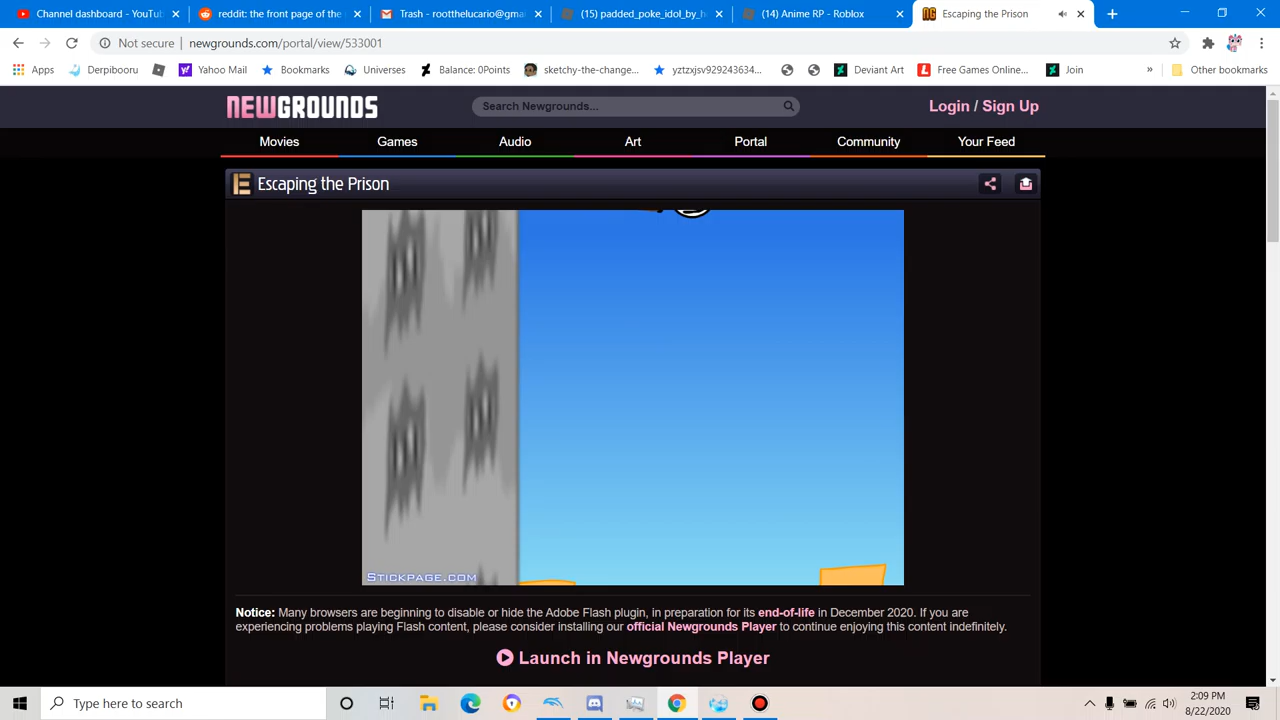 Channel dashboard - YouTu
reddit: the front page of the
Trash - rootthelucario@gma
(15) padded_poke_idol_by_h
(14) Anime RP - Roblox
Escaping the Prison
Not secure | newgrounds.com/portal/view/533001
Apps
Derpibooru
Yahoo Mail
Bookmarks
Universes
Balance: 0Points
sketchy-the-change...
yztzxjsv929243634...
Deviant Art
Free Games Online...
Join
»
Other bookmarks
NEWGROUNDS
Search Newgrounds...
Login / Sign Up
Movies
Games
Audio
Art
Portal
Community
Your Feed
E Escaping the Prison
STICKPAGE.COM
Notice: Many browsers are beginning to disable or hide the Adobe Flash plugin, in preparation for its end-of-life in December 2020. If you are
experiencing problems playing Flash content, please consider installing our official Newgrounds Player to continue enjoying this content indefinitely.
Launch in Newgrounds Player
Type here to search
2:09 PM
8/22/2020